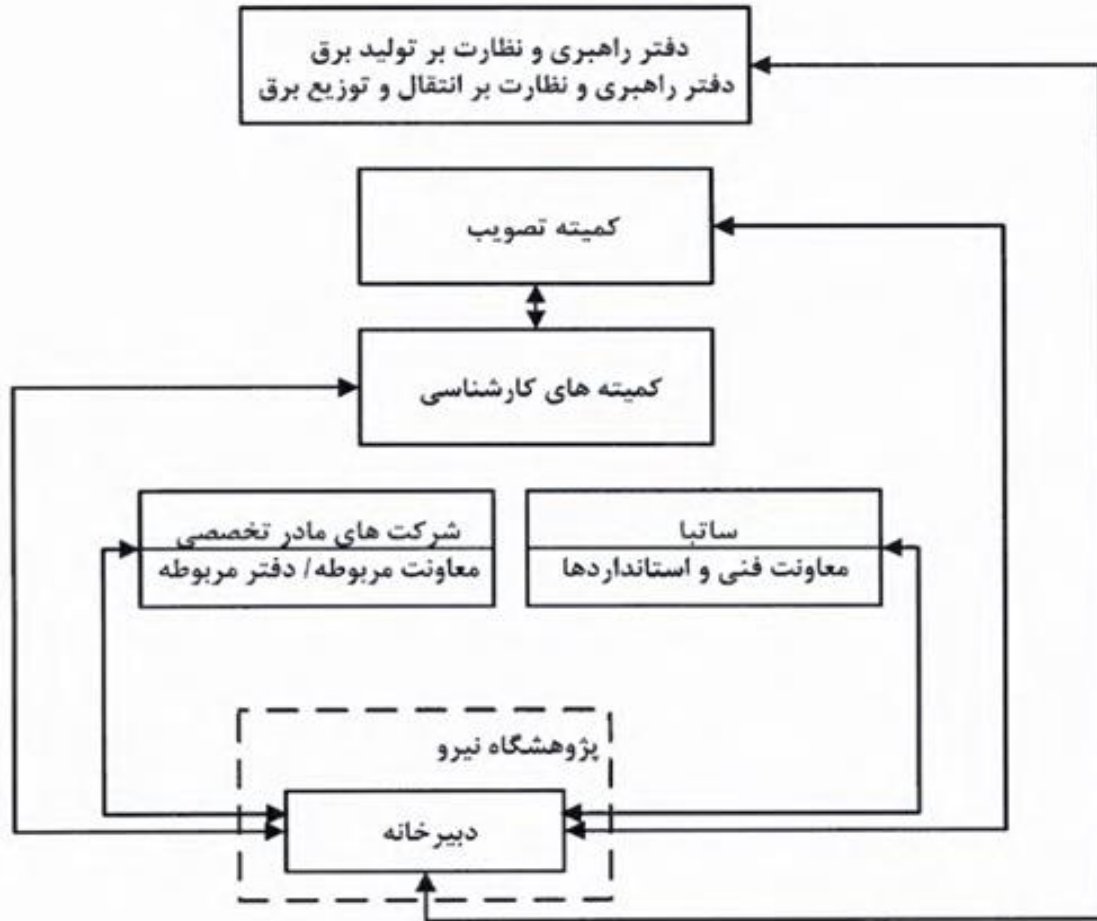 دفتر راهبری و نظارت بر تولید برق
دفتر راهبری و نظارت بر انتقال و توزیع برق
کمیته تصویب
کمیته های کارشناسی
شرکت های مادر تخصصی
معاونت مربوطه/ دفتر مربوطه
ساتبا
معاونت فنی و استانداردها
پژوهشگاه نیرو
دبیرخانه